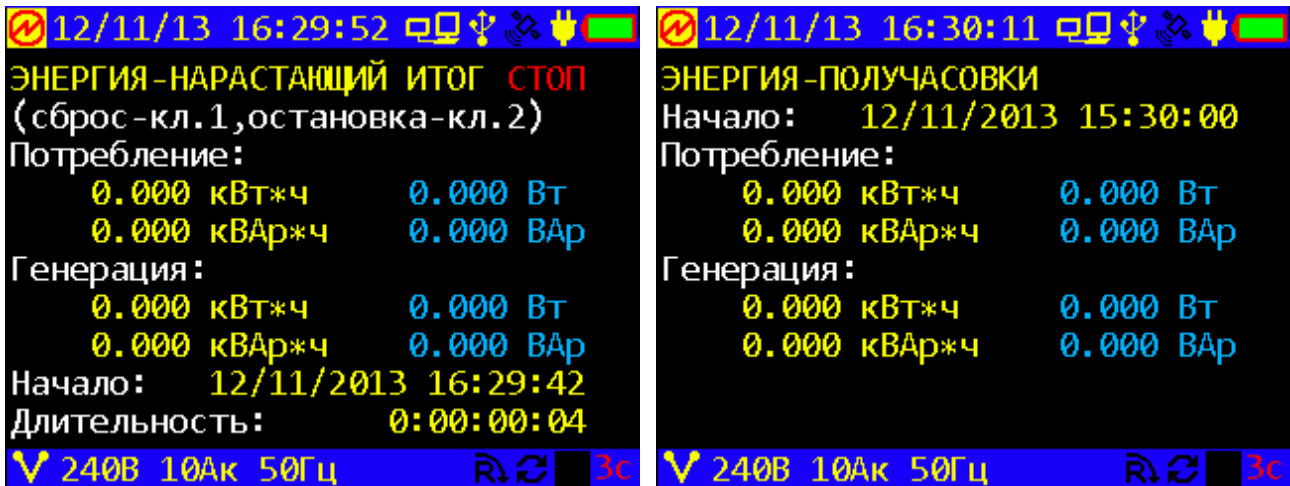 12/11/13 16:29:52
ЭНЕРГИЯ-НАРАСТАЮЩИЙ ИТОГ СТОП
(сброс-кл.1,остановка-кл.2)
Потребление:
0.000 кВт*ч 0.000 Вт
0.000 кВАр*ч 0.000 ВАр
Генерация:
0.000 кВт*ч 0.000 Вт
0.000 кВАр*ч 0.000 ВАр
Начало: 12/11/2013 16:29:42
Длительность: 0:00:00:04
240В 10Ак 50Гц R 3с
12/11/13 16:30:11
ЭНЕРГИЯ-ПОЛУЧАСОВКИ
Начало: 12/11/2013 15:30:00
Потребление:
0.000 кВт*ч 0.000 Вт
0.000 кВАр*ч 0.000 ВАр
Генерация:
0.000 кВт*ч 0.000 Вт
0.000 кВАр*ч 0.000 ВАр
240В 10Ак 50Гц R 3с